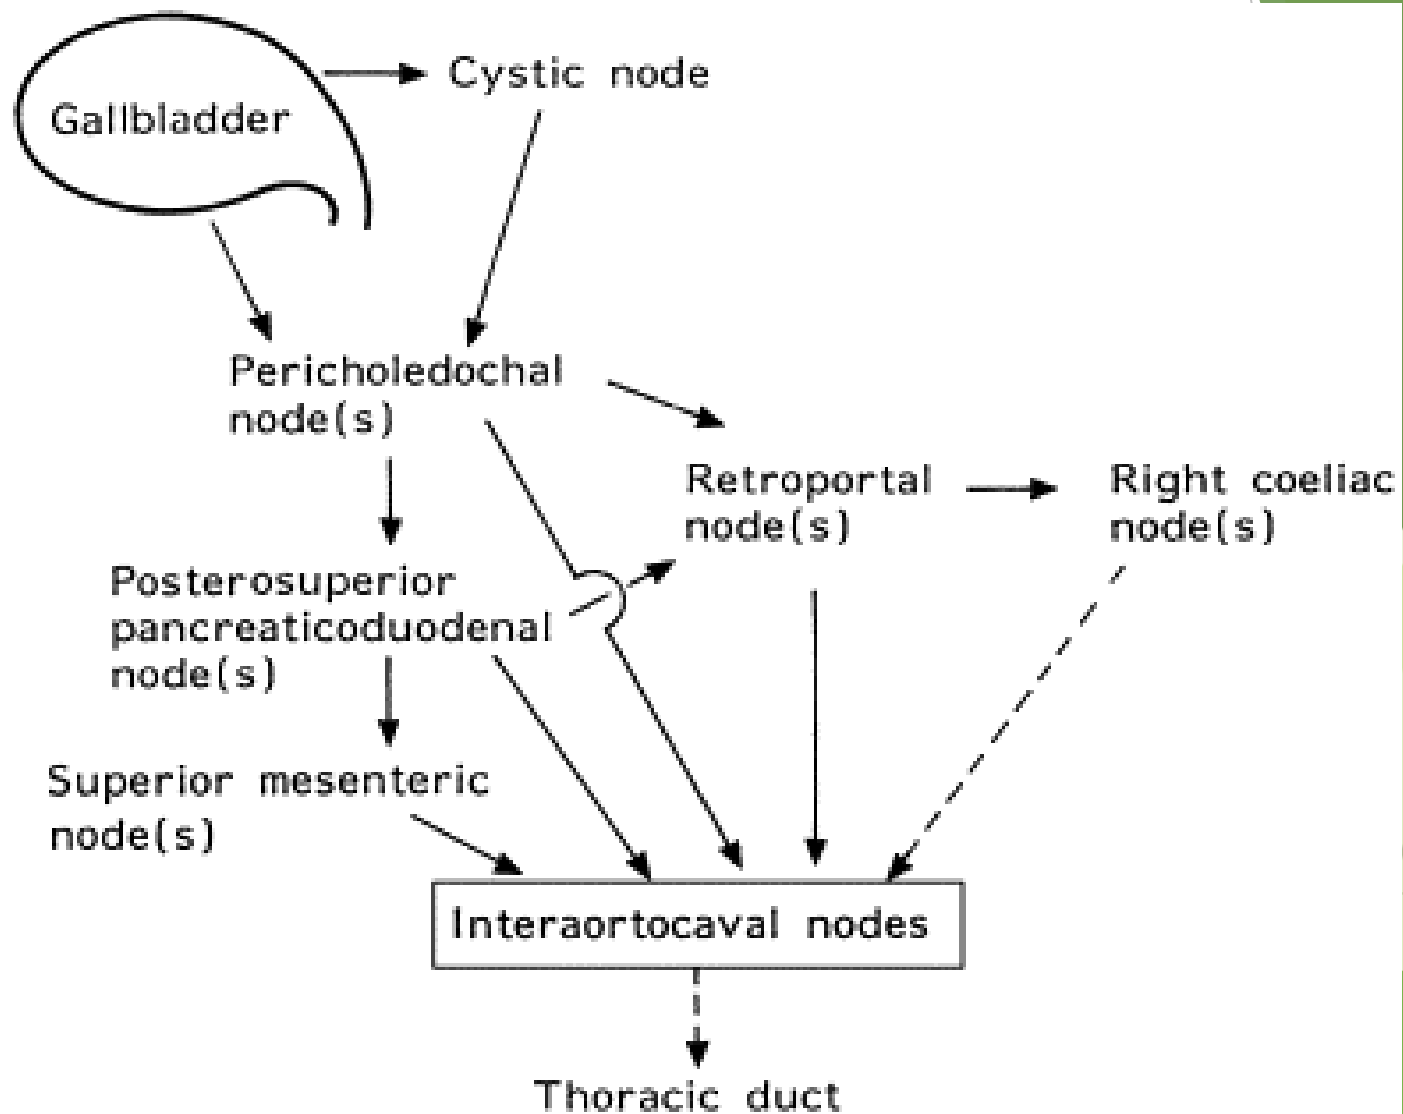 Gallbladder
Cystic node
Pericholedochal
node(s)
Retroportal
node(s)
Right coeliac
node(s)
Posterosuperior
pancreaticoduodenal
node(s)
Superior mesenteric
node(s)
Interaortocaval nodes
Thoracic duct